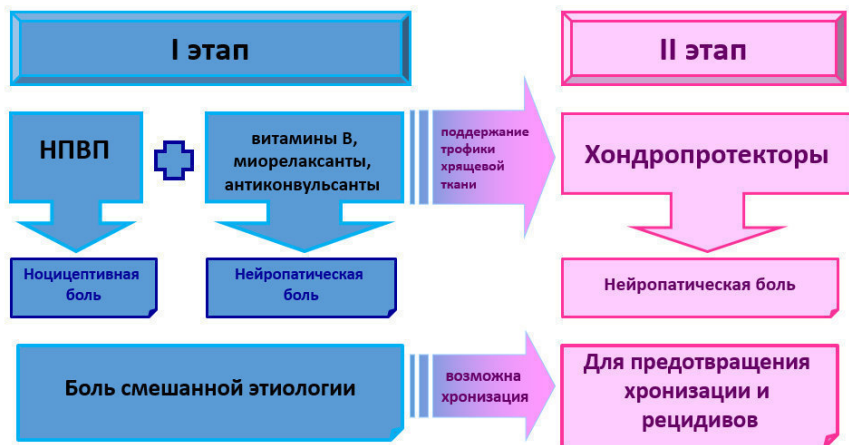 I этап
II этап
НПВП
витамины В,
миорелаксанты,
антиконвульсанты
поддержание
трофики
хрящевой
ткани
Хондропротекторы
Ноцицептивная
боль
Нейропатическая
боль
Нейропатическая боль
Боль смешанной этиологии
возможна
хронизация
Для предотвращения
хронизации и
рецидивов